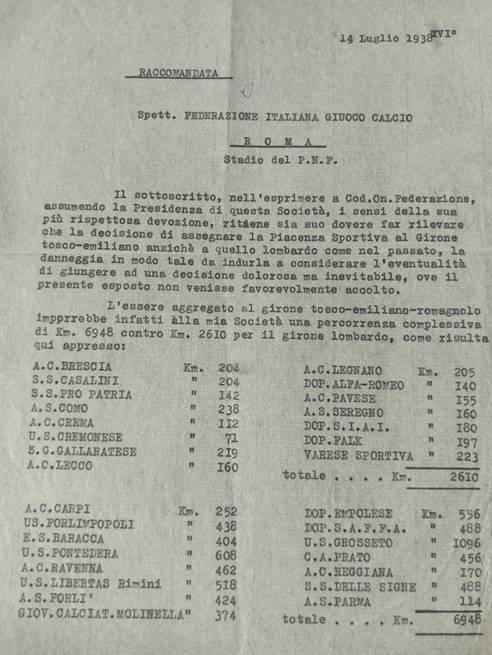 14 Luglio 1938 XVI°
RACCOMANDATA
Spett. FEDERAZIONE ITALIANA GIUOCO CALCIO
R O M A
Stadio del P.N.F.
Il sottoscritto, nell'esprimere a Cod.On.Federazione,
assumendo la Presidenza di questa Società, i sensi della sua
più rispettosa devozione, ritiene sia suo dovere far rilevare
che la decisione di assegnare la Piacenza Sportiva al Girone
tosco-emiliano anzichè a quello lombardo come nel passato, la
danneggia in modo tale da indurla a considerare l'eventualità
di giungere ad una decisione dolorosa ma inevitabile, ove il
presente esposto non venisse favorevolmente accolto.
L'essere aggregato al girone tosco-emiliano-romagnolo
impprrebbe infatti alla mia Società una percorrenza complessiva
di Km. 6948 contro Km. 2610 per il girone lombardo, come risulta
qui appresso:
A.C.BRESCIA Km. 204
S.S.CASALINI " 204
S.S.PRO PATRIA " 142
A.S.COMO " 238
A.C.CREMA " 112
U.S.CREMONESE " 71
S.G.GALLARATESE " 219
A.C.LECCO " 160
A.C.LEGNANO Km. 205
DOP.ALFA-ROMEO " 140
A.C.PAVESE " 155
A.S.SEREGNO " 160
DOP.S.I.A.I. " 180
DOP.FALK " 197
VARESE SPORTIVA " 223
totale . . . . Km. 2610
A.C.CARPI Km. 252
US.FORLIMPOPOLI " 438
E.S.BARACCA " 404
U.S.PONTEDERA " 608
A.C.RAVENNA " 462
U.S.LIBERTAS Rimini " 518
A.S.FORLI' " 424
GIOV.CALCIAT.MOLINELLA" 374
DOP.EMPOLESE Km. 556
DOP.S.A.F.F.A. " 488
U.S.GROSSETO " 1096
C.A.PRATO " 456
A.C.REGGIANA " 170
S.S.DELLE SIGNE " 488
A.S.PARMA " 114
totale . . . . Km. 6948